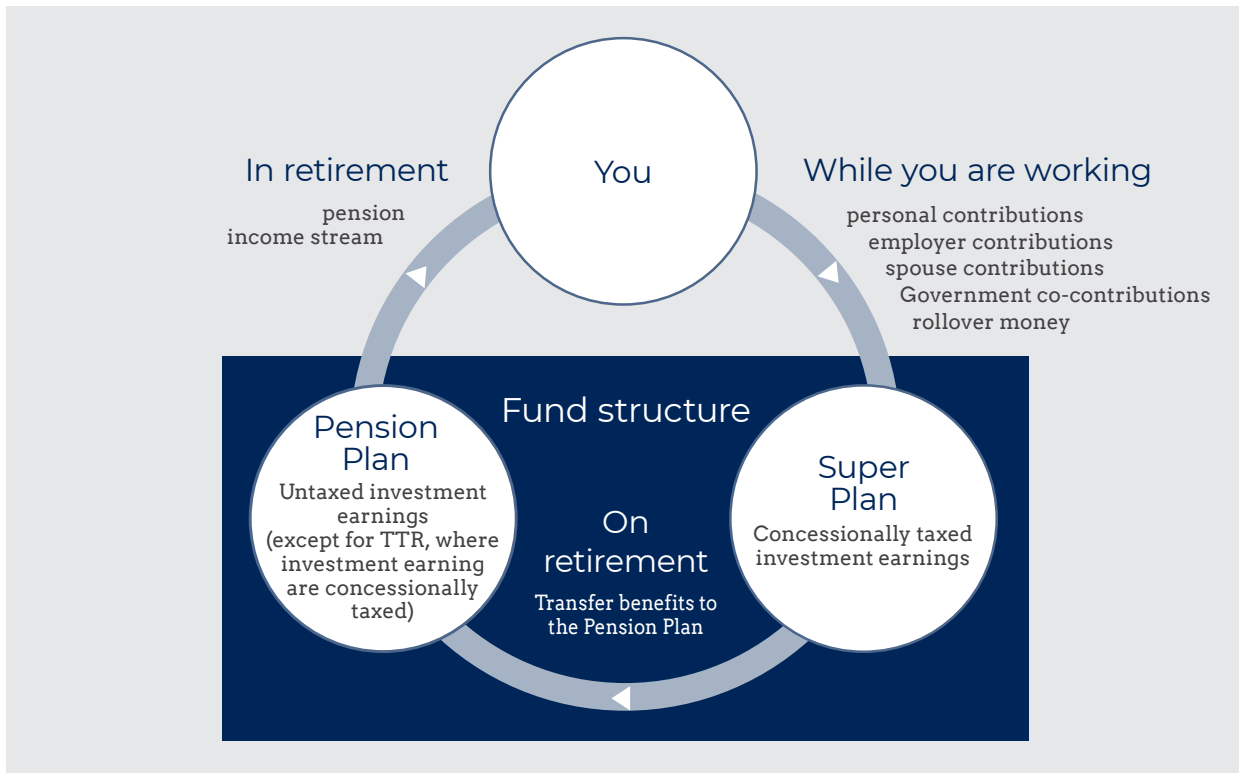 You
In retirement
pension
income stream
While you are working
personal contributions
employer contributions
spouse contributions
Government co-contributions
rollover money
Fund structure
Pension
Plan
Untaxed investment
earnings
(except for TTR, where
investment earning
are concessionally
taxed)
On
retirement
Transfer benefits to
the Pension Plan
Super
Plan
Concessionally taxed
investment earnings